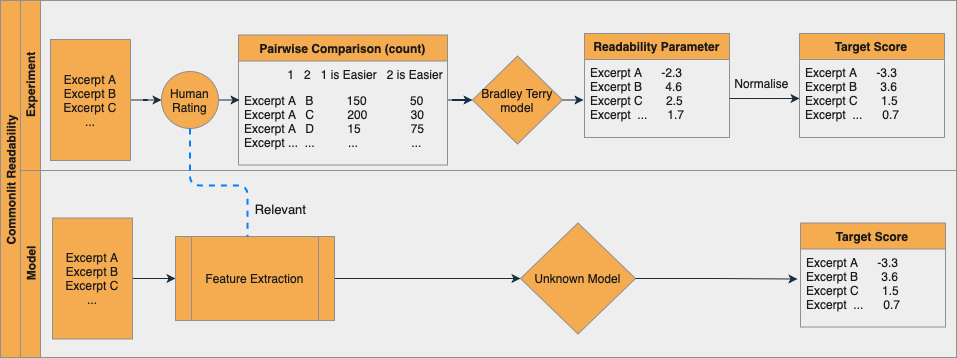 Commonlit Readability
Experiment
Excerpt A
Excerpt B
Excerpt C
...
Human
Rating
Pairwise Comparison (count)
1 2 1 is Easier 2 is Easier
Excerpt A B 150 50
Excerpt A C 200 30
Excerpt A D 15 75
Excerpt ... ... ... ...
Bradley Terry
model
Readability Parameter
Excerpt A -2.3
Excerpt B 4.6
Excerpt C 2.5
Excerpt ... 1.7
Normalise
Target Score
Excerpt A -3.3
Excerpt B 3.6
Excerpt C 1.5
Excerpt ... 0.7
Relevant
Model
Excerpt A
Excerpt B
Excerpt C
...
Feature Extraction
Unknown Model
Target Score
Excerpt A -3.3
Excerpt B 3.6
Excerpt C 1.5
Excerpt ... 0.7